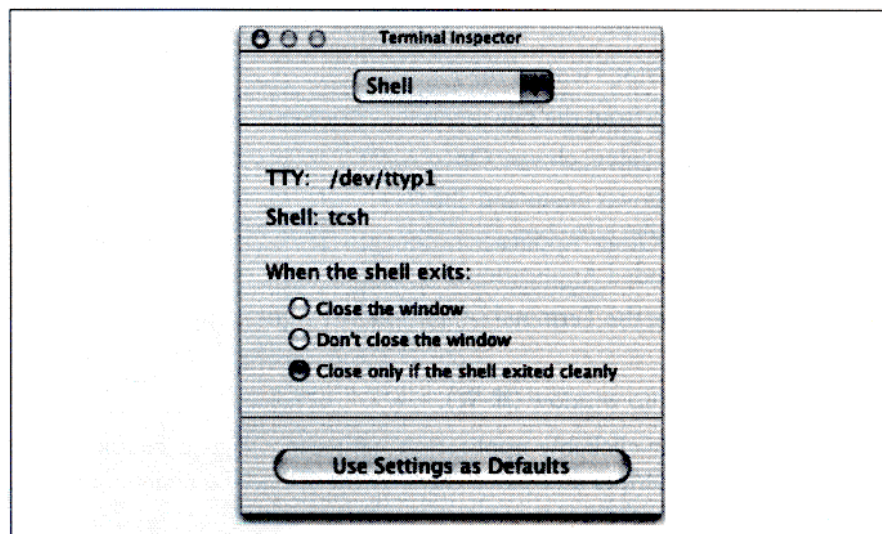 Terminal Inspector
Shell
TTY: /dev/ttyp1
Shell: tcsh
When the shell exits:
Close the window
Don't close the window
Close only if the shell exited cleanly
Use Settings as Defaults